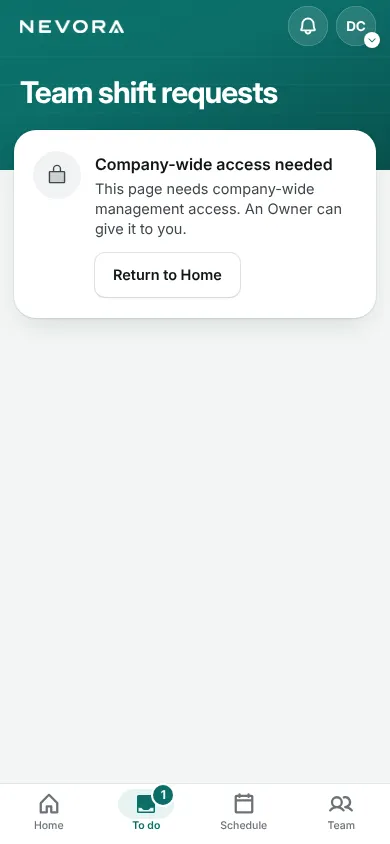 NEVORA
DC
Team shift requests
Company-wide access needed
This page needs company-wide
management access. An Owner can
give it to you.
Return to Home
1
Home
To do
Schedule
Team